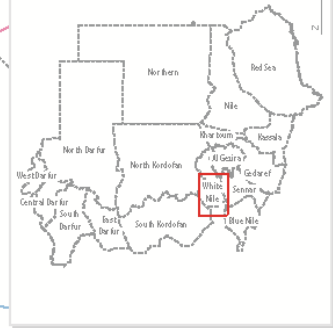 Z
Northern
Red Sea
Nile
Khartoum
Kassala
North Darfur
North Kordofan
Al Gezira
Gedaref
West Darfur
White
Nile
Sennar
Central Darfur
South
Darfur
East
Darfur
South Kordofan
Blue Nile